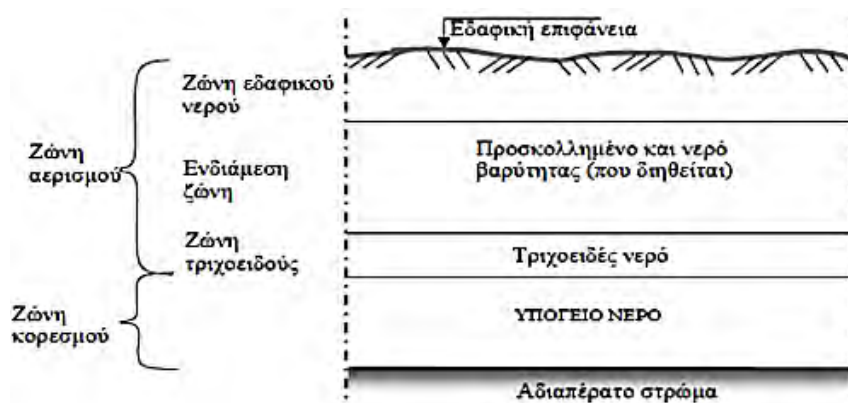 Εδαφική επιφάνεια
Ζώνη εδαφικού
νερού
Ζώνη
αερισμού
Ενδιάμεση
ζώνη
Προσκολλημένο και νερό
βαρύτητας (που διηθείται)
Ζώνη
τριχοειδούς
Τριχοειδές νερό
Ζώνη
κορεσμού
ΥΠΟΓΕΙΟ ΝΕΡΟ
Αδιαπέρατο στρώμα